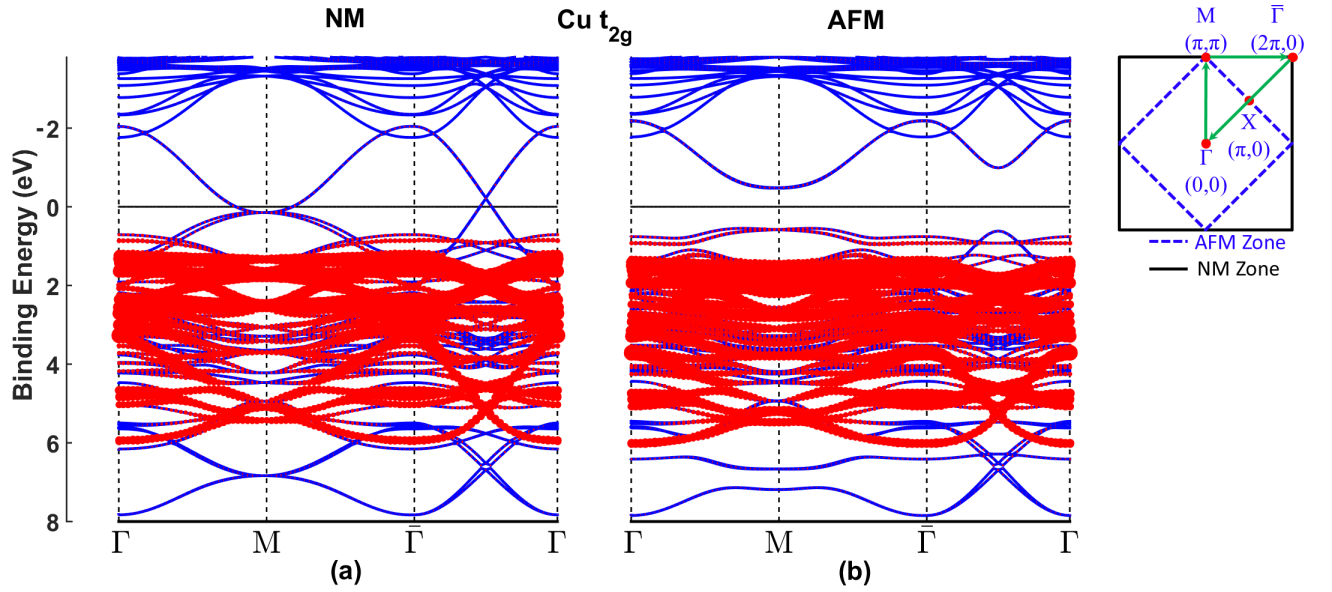 NM
Cu t2g
AFM
Binding Energy (eV)
-2
0
2
4
6
8
Γ
M
Γ̅
Γ
(a)
Γ
M
Γ̅
Γ
(b)
M
(π,π)
Γ̅
(2π,0)
X
(π,0)
Γ
(0,0)
AFM Zone
NM Zone